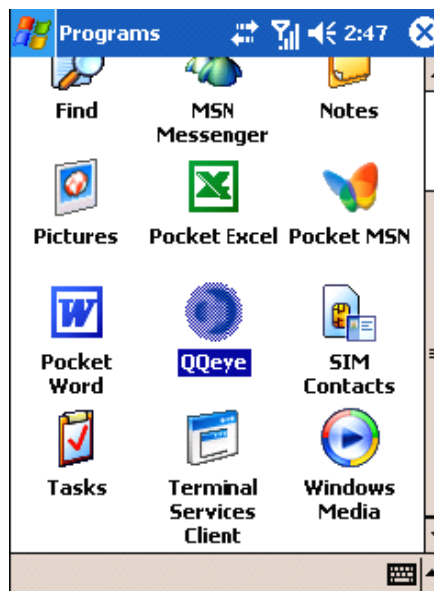 Programs 2:47
Find MSN Messenger Notes
Pictures Pocket Excel Pocket MSN
Pocket Word QQeye SIM Contacts
Tasks Terminal Services Client Windows Media